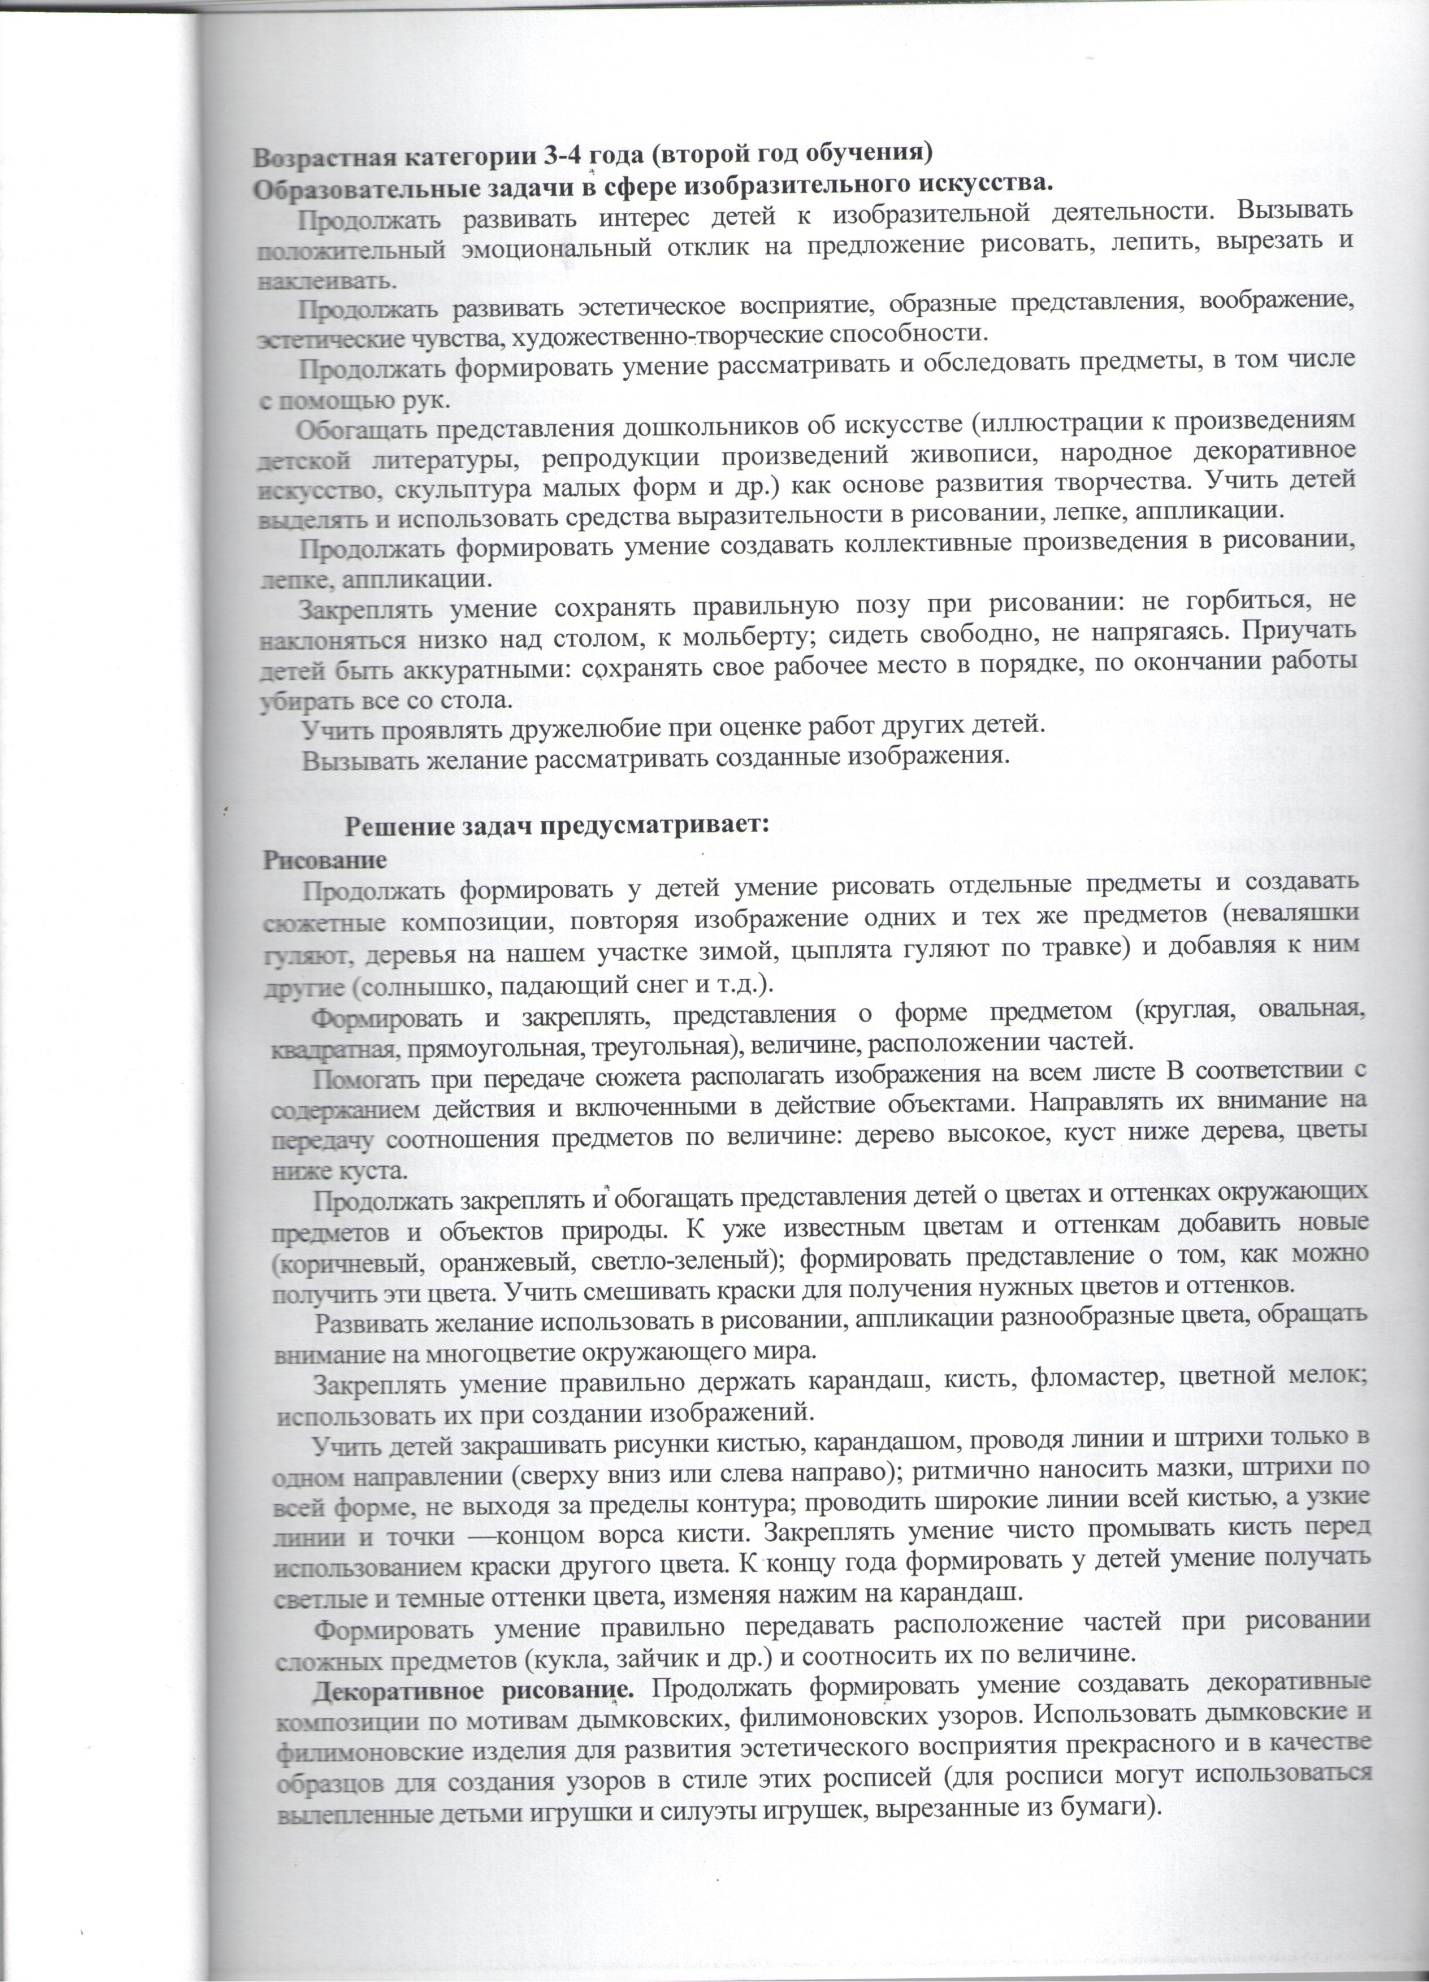 Возрастная категории 3-4 года (второй год обучения)
Образовательные задачи в сфере изобразительного искусства.
Продолжать развивать интерес детей к изобразительной деятельности. Вызывать
положительный эмоциональный отклик на предложение рисовать, лепить, вырезать и
наклеивать.
Продолжать развивать эстетическое восприятие, образные представления, воображение,
эстетические чувства, художественно-творческие способности.
Продолжать формировать умение рассматривать и обследовать предметы, в том числе
с помощью рук.
Обогащать представления дошкольников об искусстве (иллюстрации к произведениям
детской литературы, репродукции произведений живописи, народное декоративное
искусство, скульптура малых форм и др.) как основе развития творчества. Учить детей
выделять и использовать средства выразительности в рисовании, лепке, аппликации.
Продолжать формировать умение создавать коллективные произведения в рисовании,
лепке, аппликации.
Закреплять умение сохранять правильную позу при рисовании: не горбиться, не
наклоняться низко над столом, к мольберту; сидеть свободно, не напрягаясь. Приучать
детей быть аккуратными: сохранять свое рабочее место в порядке, по окончании работы
убирать все со стола.
Учить проявлять дружелюбие при оценке работ других детей.
Вызывать желание рассматривать созданные изображения.
Решение задач предусматривает:
Рисование
Продолжать формировать у детей умение рисовать отдельные предметы и создавать
сюжетные композиции, повторяя изображение одних и тех же предметов (неваляшки
гуляют, деревья на нашем участке зимой, цыплята гуляют по травке) и добавляя к ним
другие (солнышко, падающий снег и т.д.).
Формировать и закреплять, представления о форме предметом (круглая, овальная,
квадратная, прямоугольная, треугольная), величине, расположении частей.
Помогать при передаче сюжета располагать изображения на всем листе В соответствии с
содержанием действия и включенными в действие объектами. Направлять их внимание на
передачу соотношения предметов по величине: дерево высокое, куст ниже дерева, цветы
ниже куста.
Продолжать закреплять и обогащать представления детей о цветах и оттенках окружающих
предметов и объектов природы. К уже известным цветам и оттенкам добавить новые
(коричневый, оранжевый, светло-зеленый); формировать представление о том, как можно
получить эти цвета. Учить смешивать краски для получения нужных цветов и оттенков.
Развивать желание использовать в рисовании, аппликации разнообразные цвета, обращать
внимание на многоцветие окружающего мира.
Закреплять умение правильно держать карандаш, кисть, фломастер, цветной мелок;
использовать их при создании изображений.
Учить детей закрашивать рисунки кистью, карандашом, проводя линии и штрихи только в
одном направлении (сверху вниз или слева направо); ритмично наносить мазки, штрихи по
всей форме, не выходя за пределы контура; проводить широкие линии всей кистью, а узкие
линии и точки —концом ворса кисти. Закреплять умение чисто промывать кисть перед
использованием краски другого цвета. К концу года формировать у детей умение получать
светлые и темные оттенки цвета, изменяя нажим на карандаш.
Формировать умение правильно передавать расположение частей при рисовании
сложных предметов (кукла, зайчик и др.) и соотносить их по величине.
Декоративное рисование. Продолжать формировать умение создавать декоративные
композиции по мотивам дымковских, филимоновских узоров. Использовать дымковские и
филимоновские изделия для развития эстетического восприятия прекрасного и в качестве
образцов для создания узоров в стиле этих росписей (для росписи могут использоваться
вылепленные детьми игрушки и силуэты игрушек, вырезанные из бумаги).